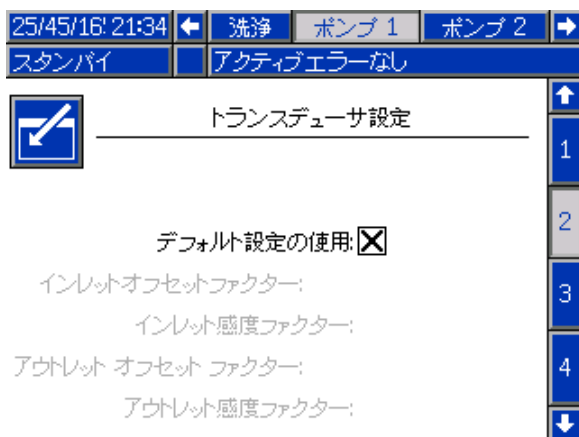 25/45/16' 21:34 洗浄 ポンプ 1 ポンプ 2
スタンバイ アクティブエラーなし
トランスデューサ設定
1
2
デフォルト設定の使用:
インレットオフセットファクター:
3
インレット感度ファクター:
アウトレット オフセット ファクター:
4
アウトレット感度ファクター: